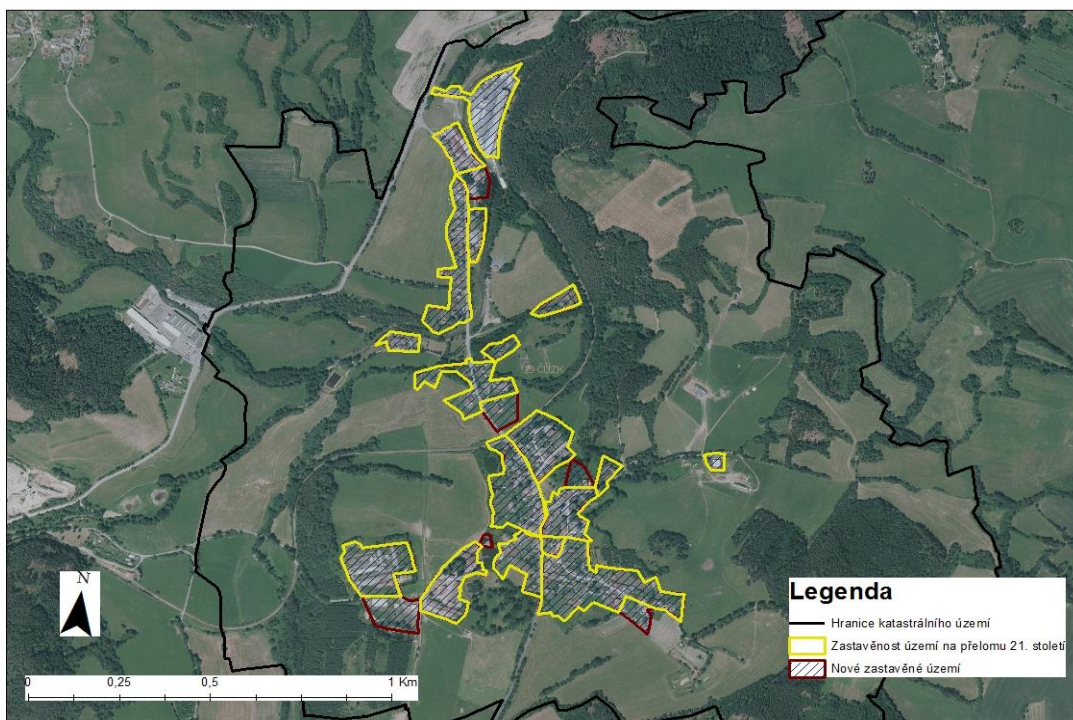 ČÚZK
N
0 0,25 0,5 1 Km
Legenda
Hranice katastrálního území
Zastavěnost území na přelomu 21. století
Nové zastavěné území